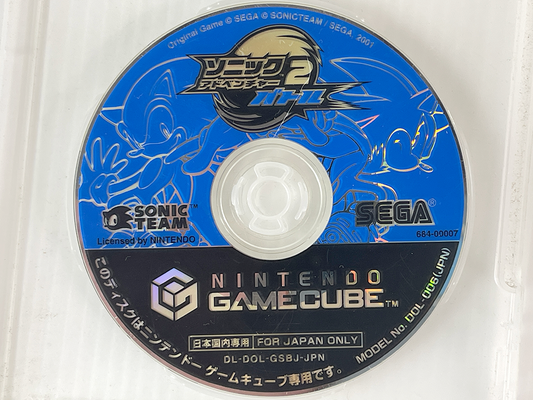 Original Game © SEGA © SONICTEAM / SEGA, 2001
ソニック
アドベンチャー
2
バトル
SONIC
TEAM
Licensed by NINTENDO
SEGA
684-09007
NINTENDO
GAMECUBE™
日本国内専用 FOR JAPAN ONLY
DL-DOL-GSBJ-JPN
このディスクはニンテンドーゲームキューブ専用です。
MODEL No. DOL-006(JPN)